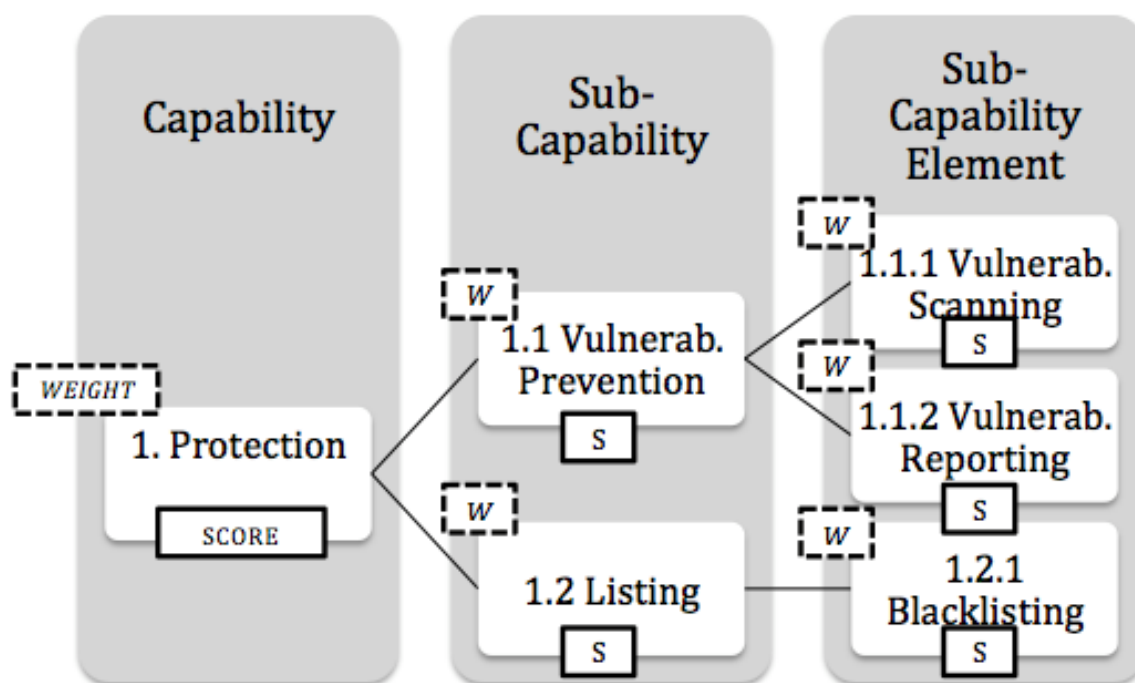 Capability
WEIGHT
1. Protection
SCORE
Sub-
Capability
W
1.1 Vulnerab.
Prevention
S
W
1.2 Listing
S
Sub-
Capability
Element
W
1.1.1 Vulnerab.
Scanning
S
W
1.1.2 Vulnerab.
Reporting
S
W
1.2.1
Blacklisting
S